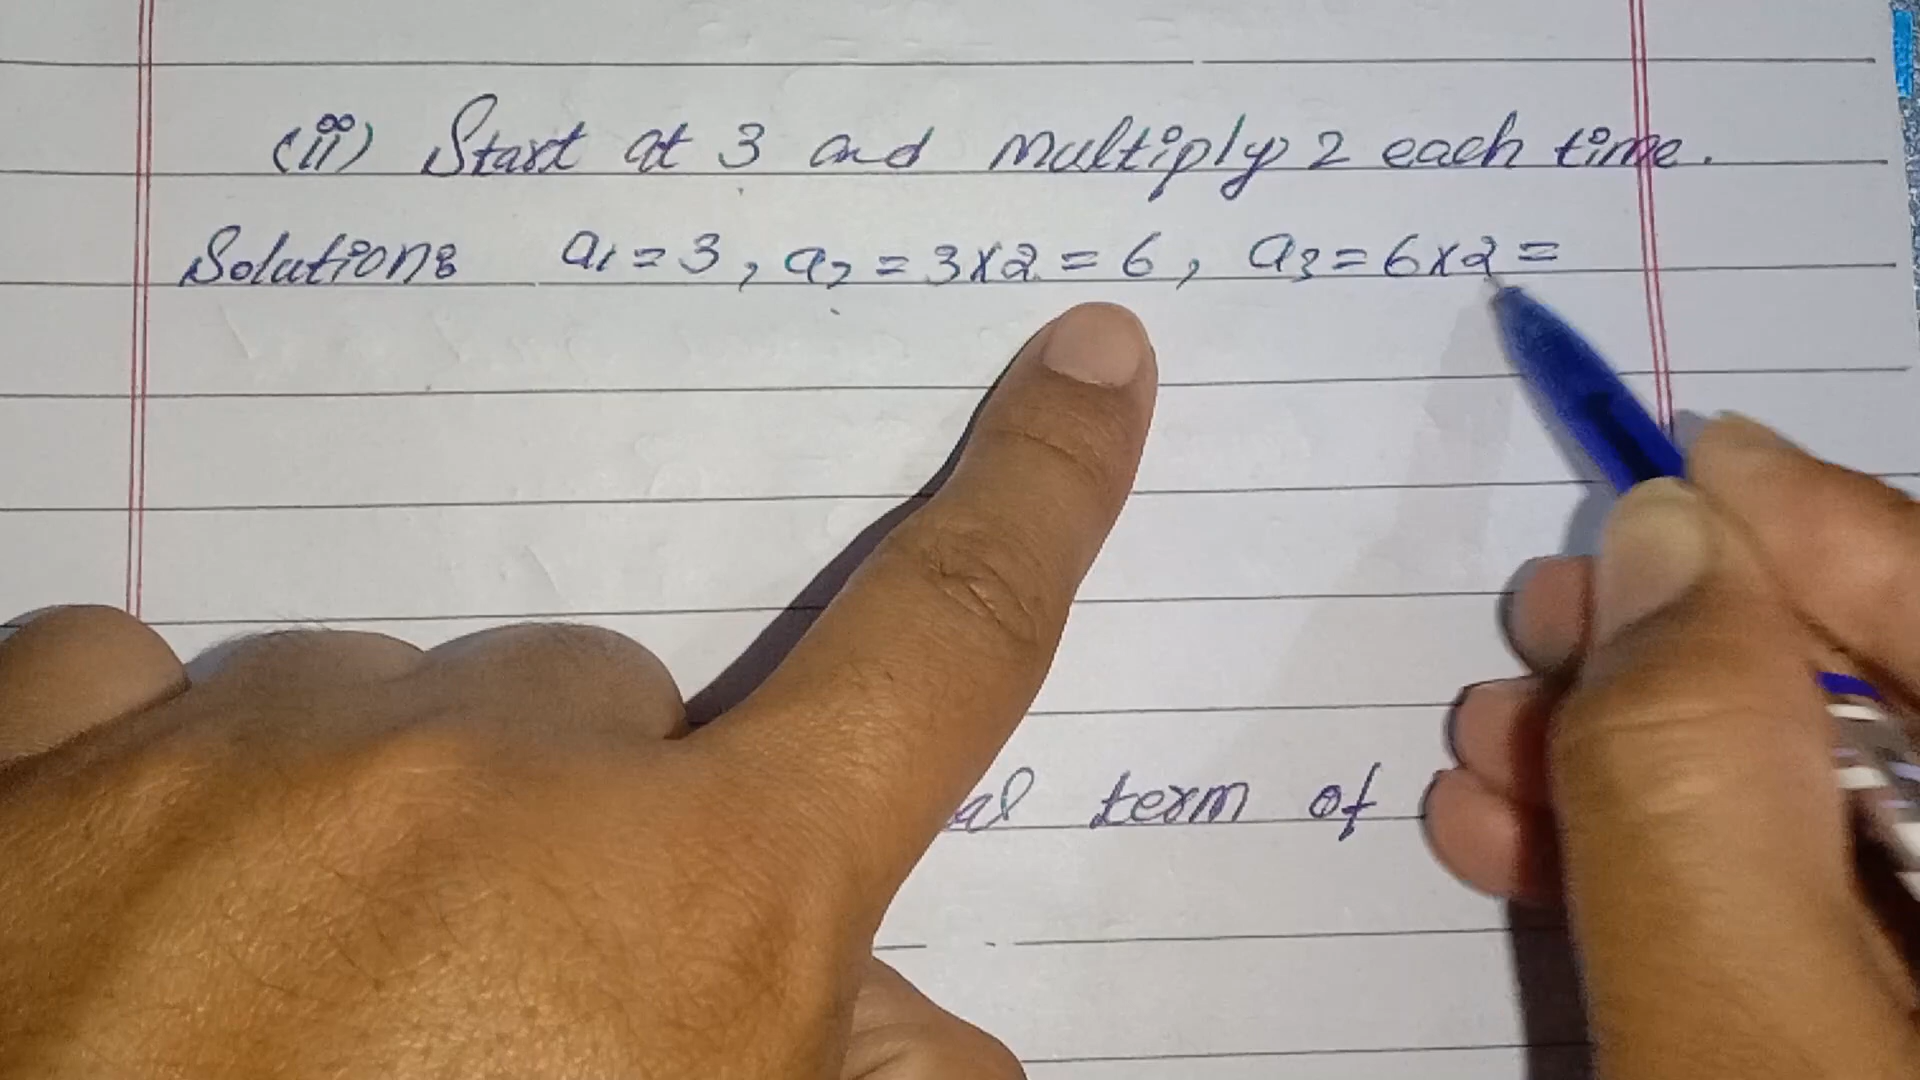 (ii) Start at 3 and multiply 2 each time.
Solution: a1 = 3, a2 = 3x2 = 6, a3 = 6x2 =
term of